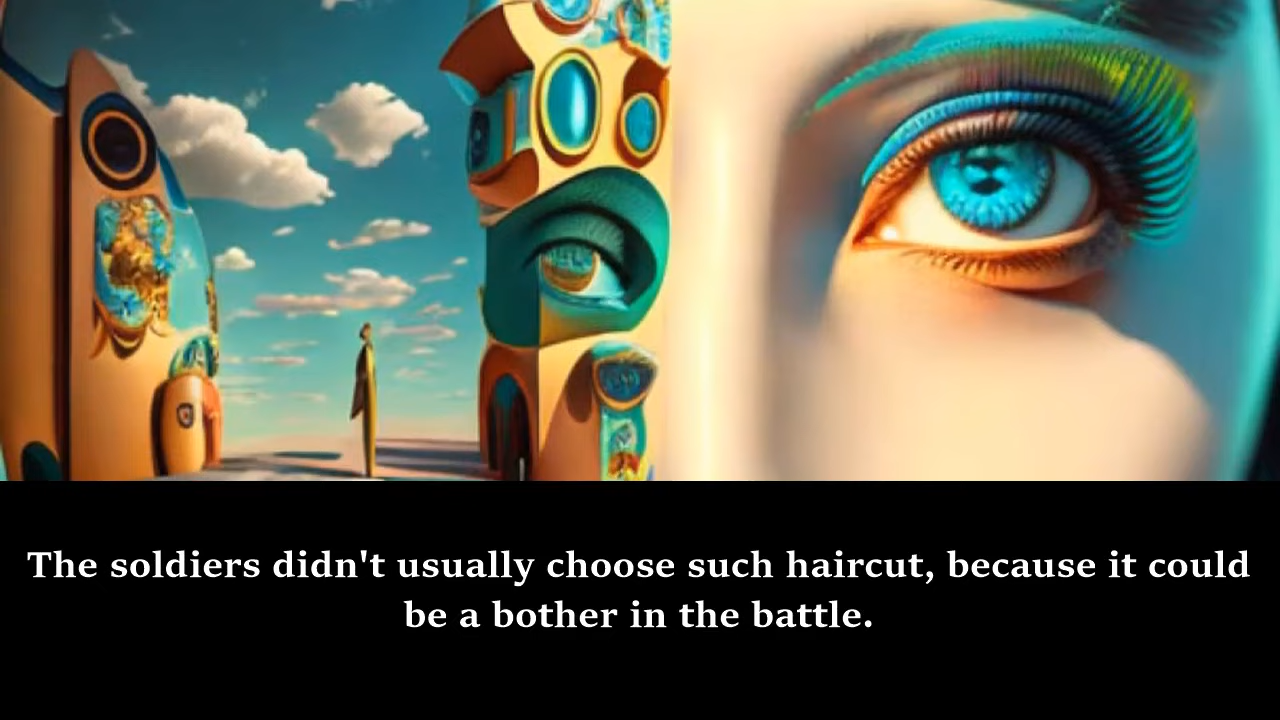 The soldiers didn't usually choose such haircut, because it could
be a bother in the battle.